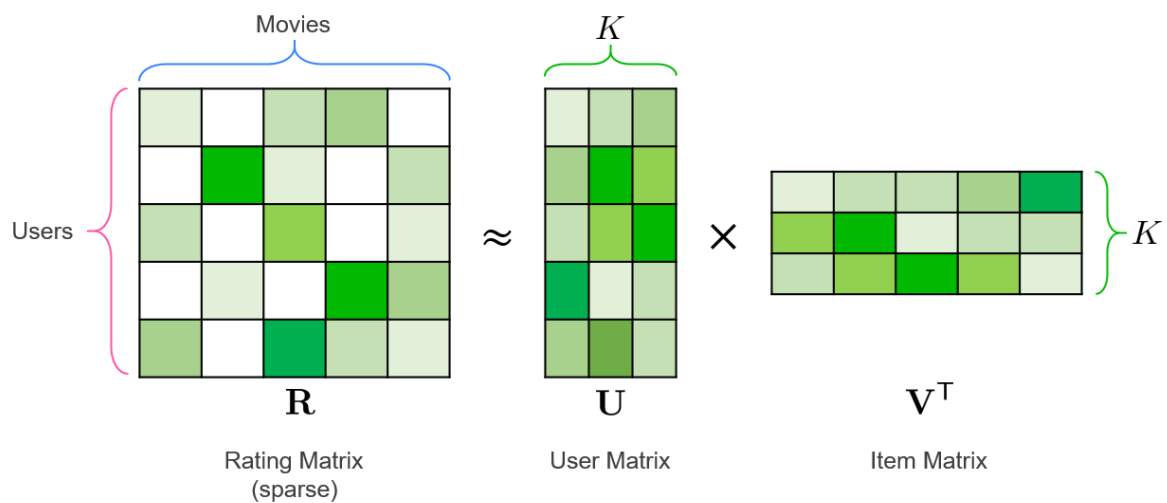 Movies
K
Users
≈
×
K
R
U
V^⊤
Rating Matrix
(sparse)
User Matrix
Item Matrix